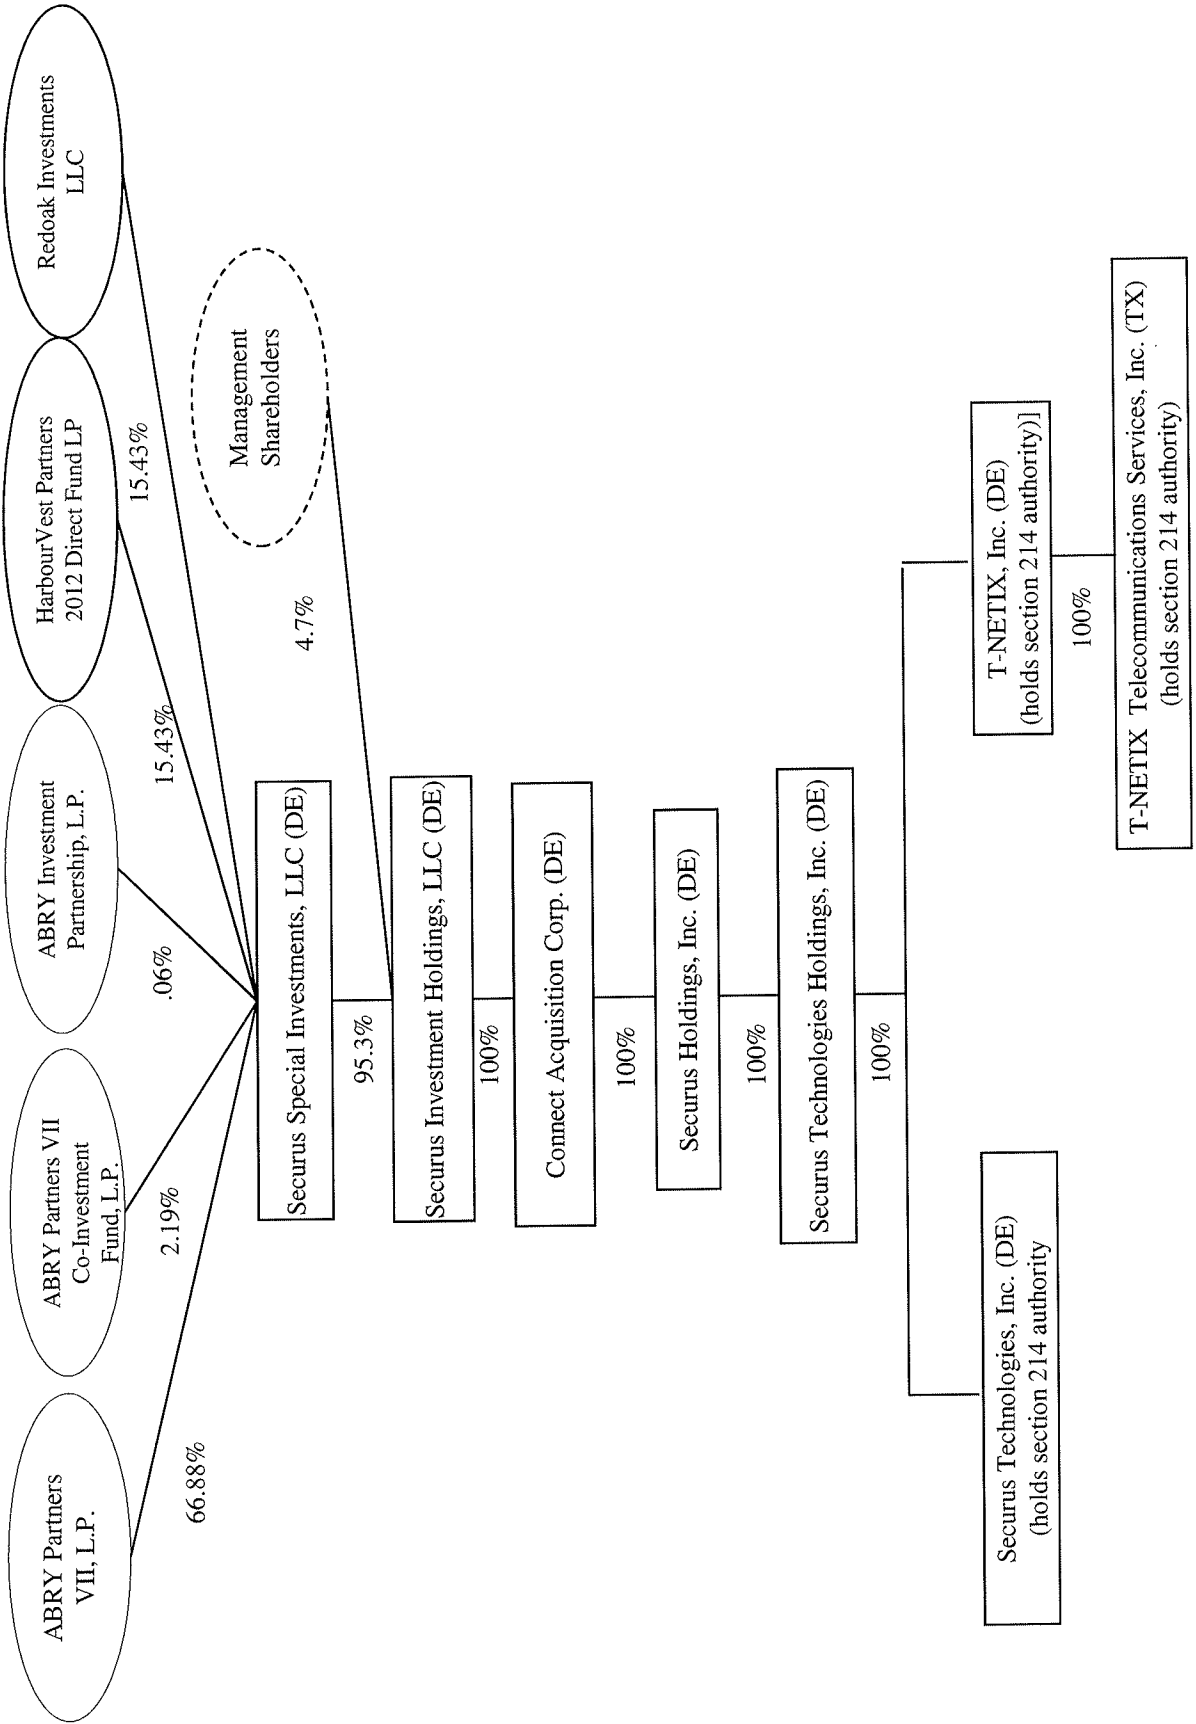 ABRY Partners
VII, L.P.
ABRY Partners VII
Co-Investment
Fund, L.P.
ABRY Investment
Partnership, L.P.
HarbourVest Partners
2012 Direct Fund LP
Redoak Investments
LLC
66.88%
2.19%
.06%
15.43%
15.43%
Management
Shareholders
Securus Special Investments, LLC (DE)
95.3%
4.7%
Securus Investment Holdings, LLC (DE)
100%
Connect Acquisition Corp. (DE)
100%
Securus Holdings, Inc. (DE)
100%
Securus Technologies Holdings, Inc. (DE)
100%
Securus Technologies, Inc. (DE)
(holds section 214 authority
T-NETIX, Inc. (DE)
(holds section 214 authority)]
100%
T-NETIX Telecommunications Services, Inc. (TX)
(holds section 214 authority)